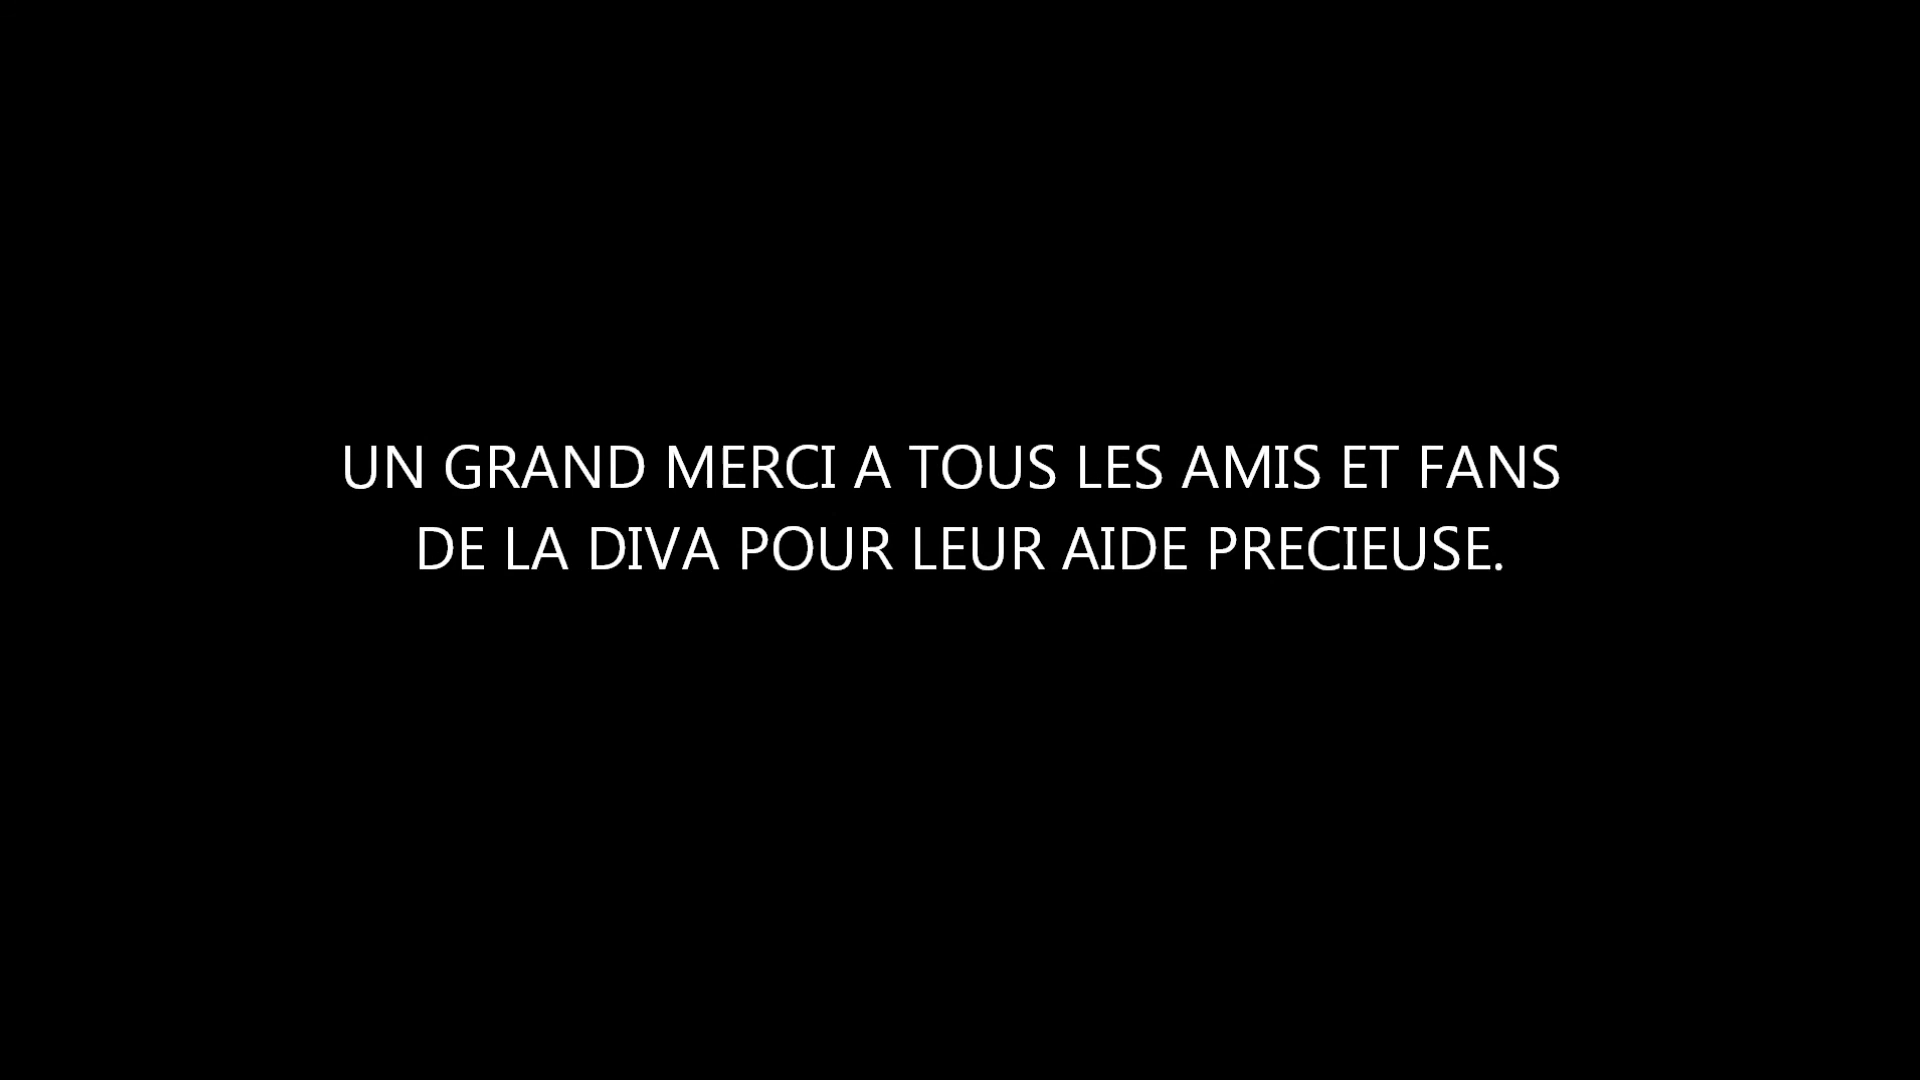 UN GRAND MERCI A TOUS LES AMIS ET FANS
DE LA DIVA POUR LEUR AIDE PRECIEUSE.